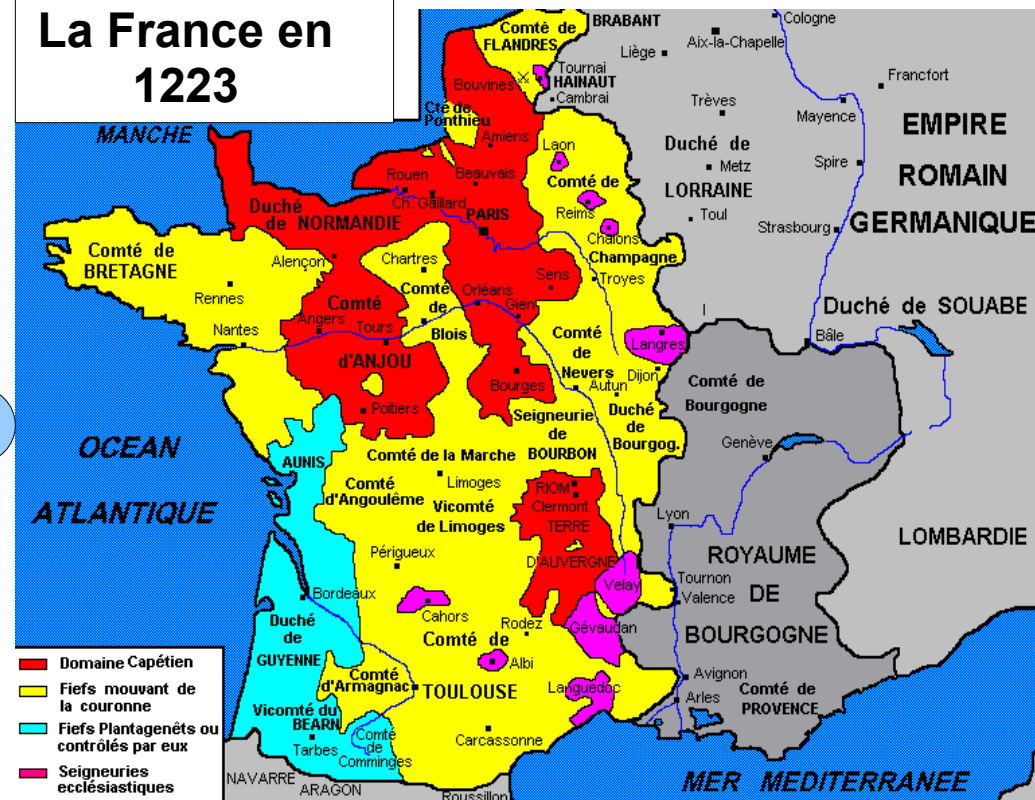 La France en
1223
MANCHE
OCEAN
ATLANTIQUE
MER MEDITERRANEE
BRABANT
Comté de
FLANDRES
Bouvines
Tournai
HAINAUT
Cambrai
Liège
Aix-la-Chapelle
Cologne
Francfort
Trèves
Mayence
Duché de
LORRAINE
Metz
Toul
Spire
Strasbourg
EMPIRE
ROMAIN
GERMANIQUE
Duché de SOUABE
Bâle
Cté de
Ponthieu
Amiens
Laon
Rouen
Beauvais
Ch. Gaillard
PARIS
Comté de
Reims
Châlons
Champagne
Troyes
Duché
de NORMANDIE
Comté de
BRETAGNE
Rennes
Nantes
Alençon
Chartres
Comté
de
Blois
Orléans
Gien
Sens
Comté
Angers
Tours
d'ANJOU
Poitiers
Bourges
Comté
de
Nevers
Autun
Langres
Dijon
Duché
de
Bourgog.
Seigneurie
de
BOURBON
Comté de
Bourgogne
Genève
I
AUNIS
Comté de la Marche
Comté
d'Angoulême
Limoges
Vicomté
de Limoges
RIOM
Clermont
TERRE
D'AUVERGNE
Lyon
ROYAUME
DE
BOURGOGNE
LOMBARDIE
Périgueux
Velay
Tournon
Valence
Bordeaux
Duché
de
GUYENNE
Cahors
Rodez
Gévaudan
Comté de
TOULOUSE
Albi
Languedoc
Avignon
Arles
Comté de
PROVENCE
Comté
d'Armagnac
Vicomté du
BEARN
Tarbes
Comté
de
Comminges
Carcassonne
NAVARRE
ARAGON
Roussillon
Domaine Capétien
Fiefs mouvant de
la couronne
Fiefs Plantagenêts ou
contrôlés par eux
Seigneuries
ecclésiastiques